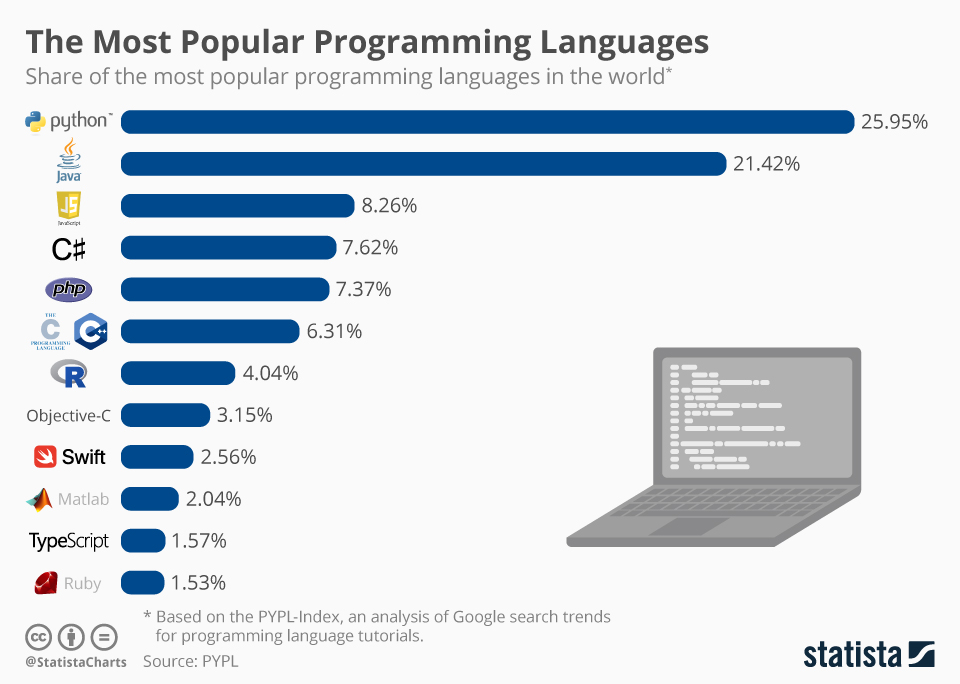 The Most Popular Programming Languages
Share of the most popular programming languages in the world*
python™ 25.95%
Java™ 21.42%
JS
JavaScript 8.26%
C# 7.62%
php 7.37%
THE
C C++ 6.31%
PROGRAMMING
LANGUAGE
R 4.04%
Objective-C 3.15%
Swift 2.56%
Matlab 2.04%
TypeScript 1.57%
Ruby 1.53%
* Based on the PYPL-Index, an analysis of Google search trends
for programming language tutorials.
cc =
@StatistaCharts Source: PYPL
statista